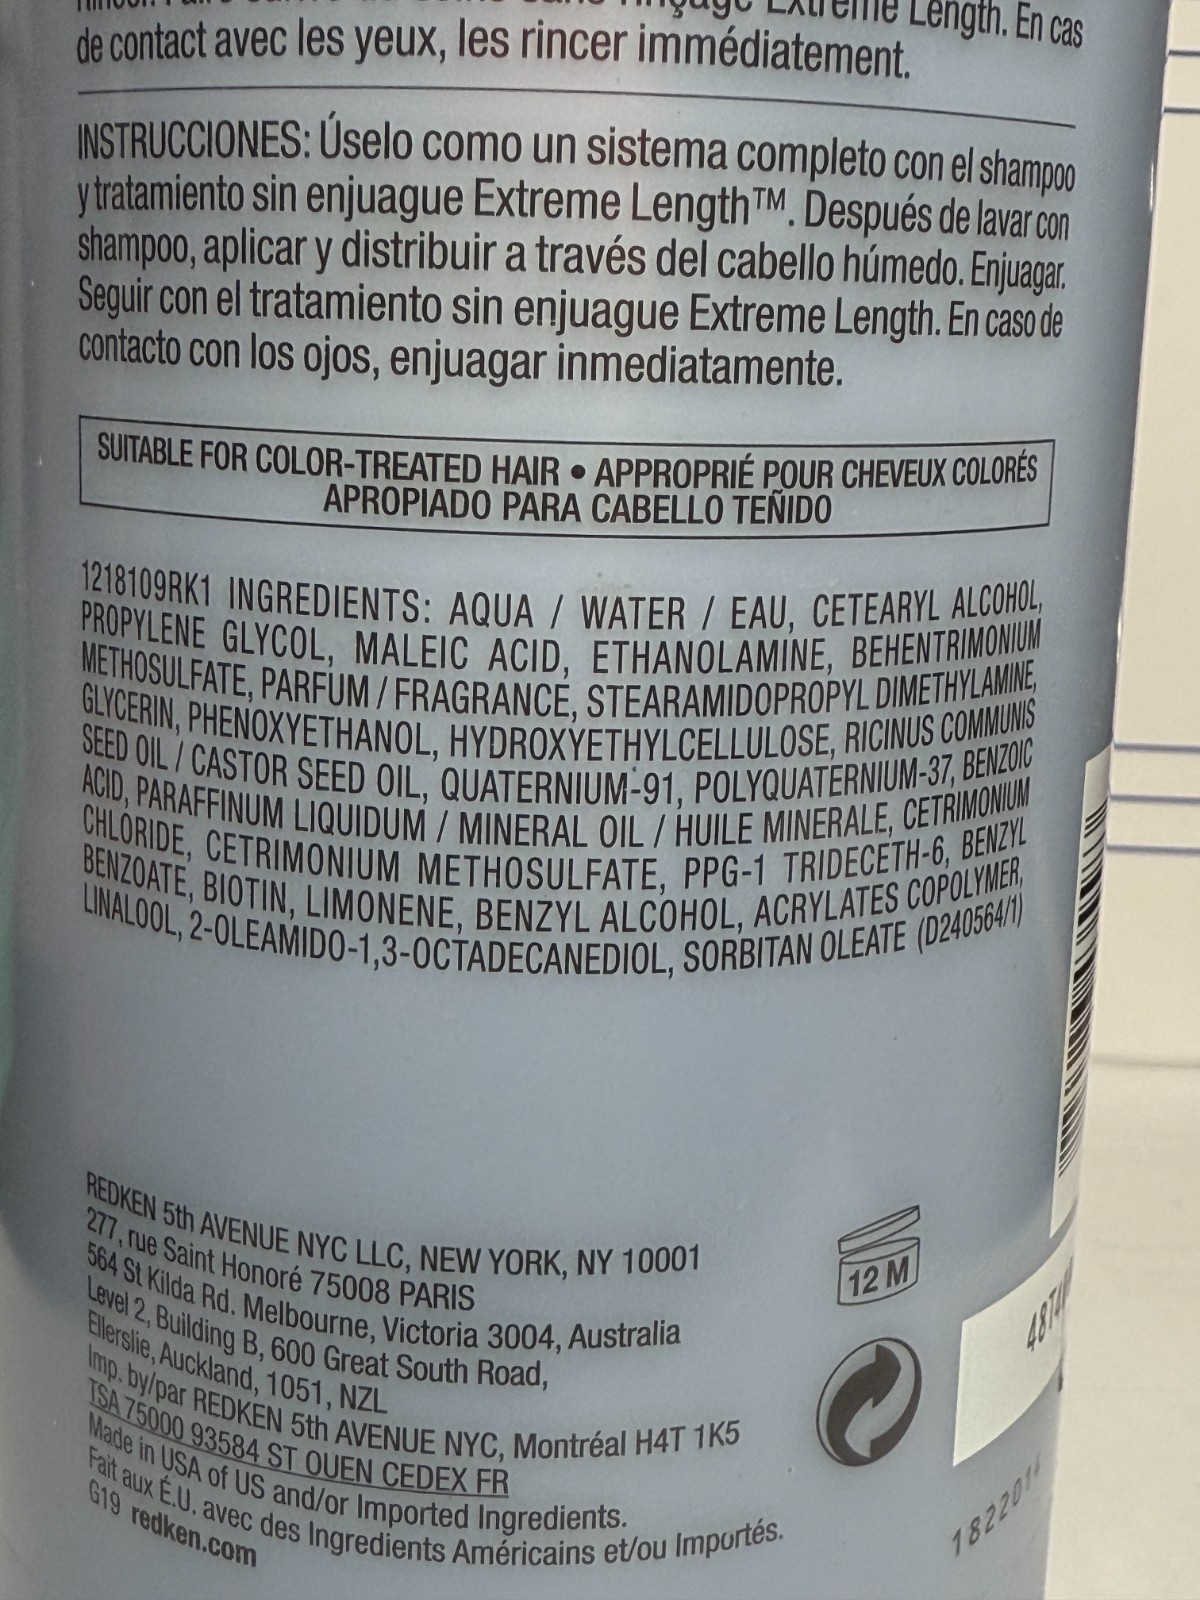 Extreme Length. En cas
de contact avec les yeux, les rincer immédiatement.
INSTRUCCIONES: Úselo como un sistema completo con el shampoo
y tratamiento sin enjuague Extreme Length™. Después de lavar con
shampoo, aplicar y distribuir a través del cabello húmedo. Enjuagar.
Seguir con el tratamiento sin enjuague Extreme Length. En caso de
contacto con los ojos, enjuagar inmediatamente.
SUITABLE FOR COLOR-TREATED HAIR • APPROPRIÉ POUR CHEVEUX COLORÉS
APROPIADO PARA CABELLO TEÑIDO
1218109RK1 INGREDIENTS: AQUA / WATER / EAU, CETEARYL ALCOHOL,
PROPYLENE GLYCOL, MALEIC ACID, ETHANOLAMINE, BEHENTRIMONIUM
METHOSULFATE, PARFUM / FRAGRANCE, STEARAMIDOPROPYL DIMETHYLAMINE,
GLYCERIN, PHENOXYETHANOL, HYDROXYETHYLCELLULOSE, RICINUS COMMUNIS
SEED OIL / CASTOR SEED OIL, QUATERNIUM-91, POLYQUATERNIUM-37, BENZOIC
ACID, PARAFFINUM LIQUIDUM / MINERAL OIL / HUILE MINERALE, CETRIMONIUM
CHLORIDE, CETRIMONIUM METHOSULFATE, PPG-1 TRIDECETH-6, BENZYL
BENZOATE, BIOTIN, LIMONENE, BENZYL ALCOHOL, ACRYLATES COPOLYMER,
LINALOOL, 2-OLEAMIDO-1,3-OCTADECANEDIOL, SORBITAN OLEATE (D240564/1)
REDKEN 5th AVENUE NYC LLC, NEW YORK, NY 10001
277, rue Saint Honoré 75008 PARIS
564 St Kilda Rd. Melbourne, Victoria 3004, Australia
Level 2, Building B, 600 Great South Road,
Ellerslie, Auckland, 1051, NZL
Imp. by/par REDKEN 5th AVENUE NYC, Montréal H4T 1K5
TSA 75000 93584 ST OUEN CEDEX FR
Made in USA of US and/or Imported Ingredients.
Fait aux É.U. avec des Ingredients Américains et/ou Importés.
G19 redken.com
12 M